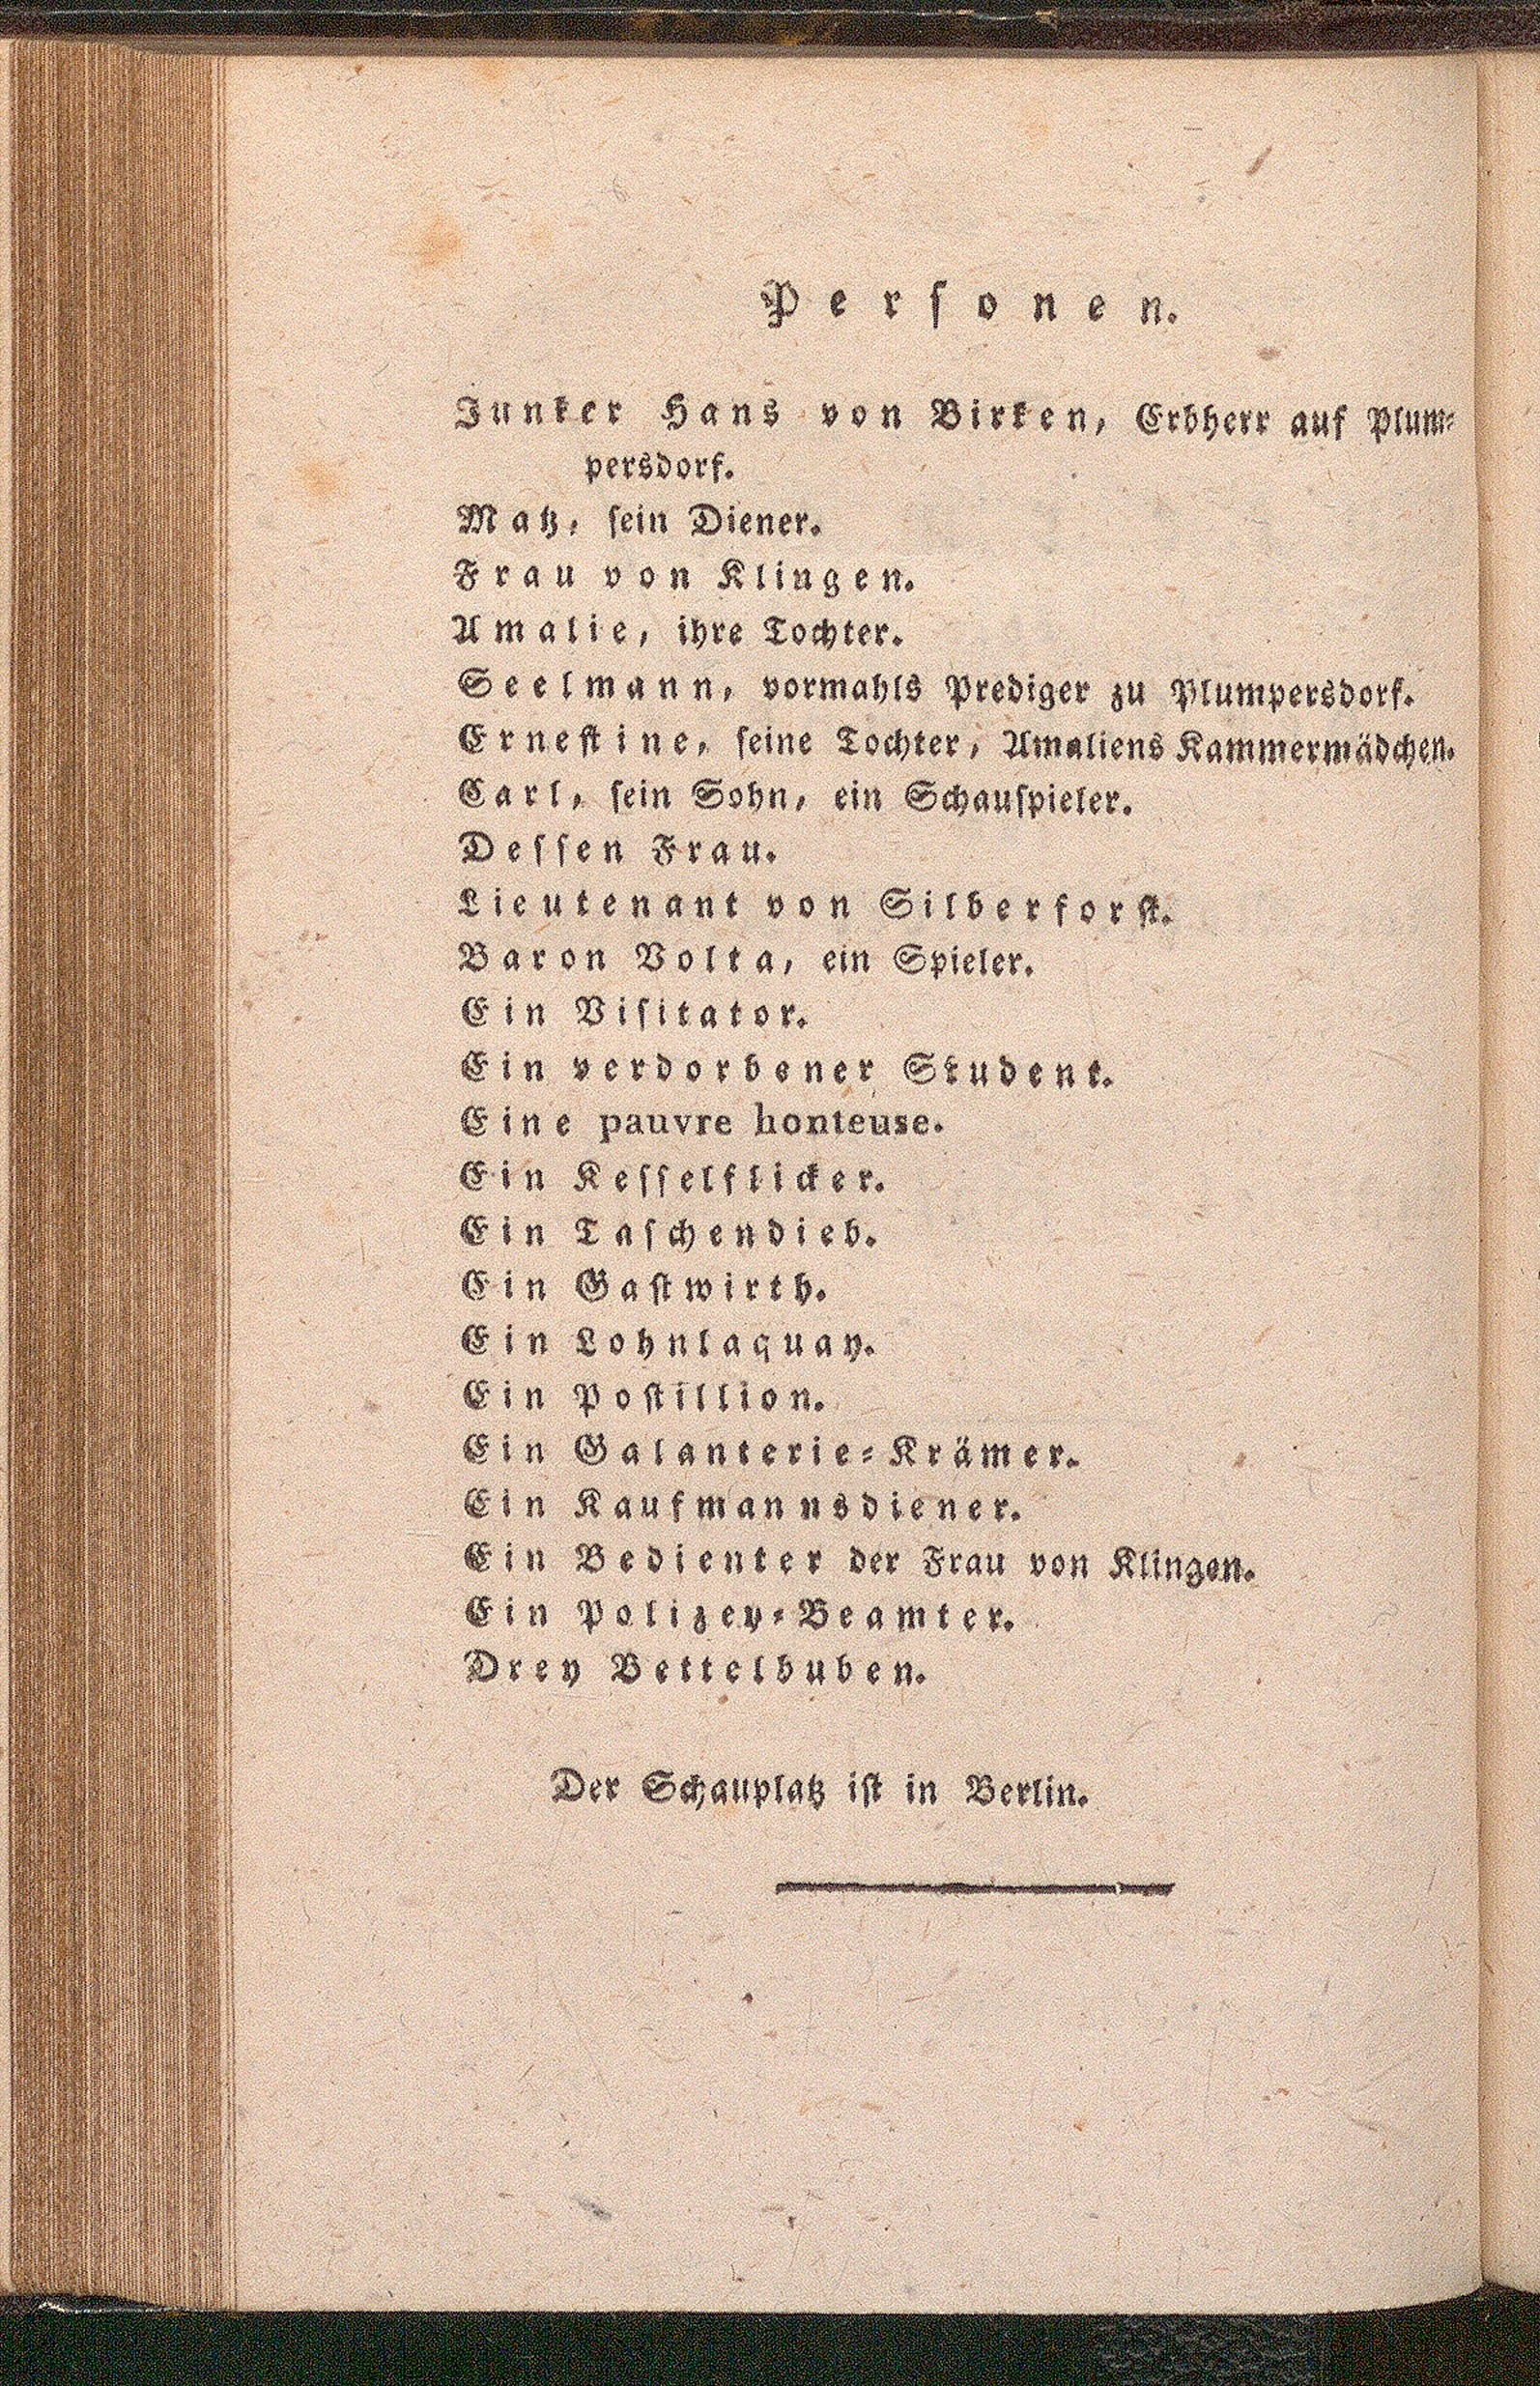 Personen.
Junker Hans von Birken, Erbherr auf Plum-
persdorf.
Matz, sein Diener.
Frau von Klingen.
Amalie, ihre Tochter.
Seelmann, vormahls Prediger zu Plumpersdorf.
Ernestine, seine Tochter, Amaliens Kammermädchen.
Carl, sein Sohn, ein Schauspieler.
Dessen Frau.
Lieutenant von Silberforst.
Baron Volta, ein Spieler.
Ein Visitator.
Ein verdorbener Student.
Eine pauvre honteuse.
Ein Kesselflicker.
Ein Taschendieb.
Ein Gastwirth.
Ein Lohnlaquay.
Ein Postillion.
Ein Galanterie-Krämer.
Ein Kaufmannsdiener.
Ein Bedienter der Frau von Klingen.
Ein Polizey-Beamter.
Drey Bettelbuben.
Der Schauplatz ist in Berlin.